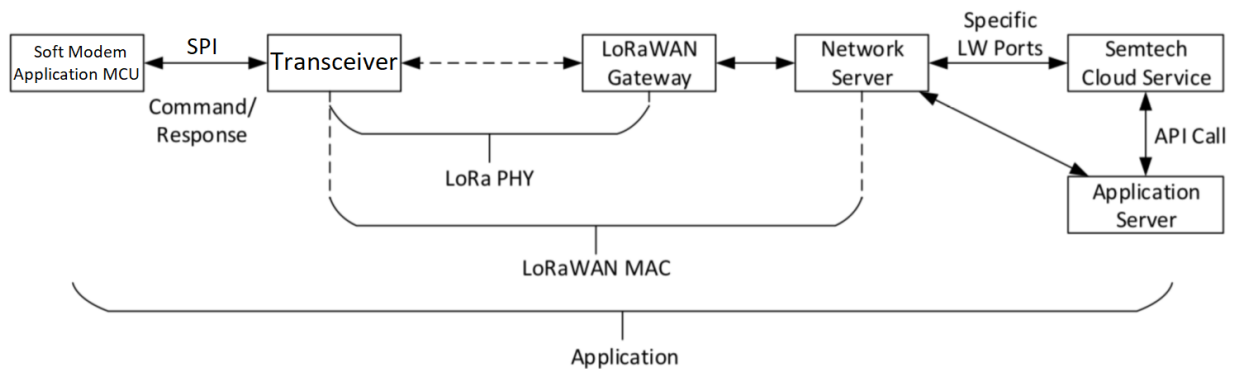 Soft Modem
Application MCU
SPI
Command/
Response
Transceiver
LoRaWAN
Gateway
Network
Server
Specific
LW Ports
Semtech
Cloud Service
API Call
Application
Server
LoRa PHY
LoRaWAN MAC
Application